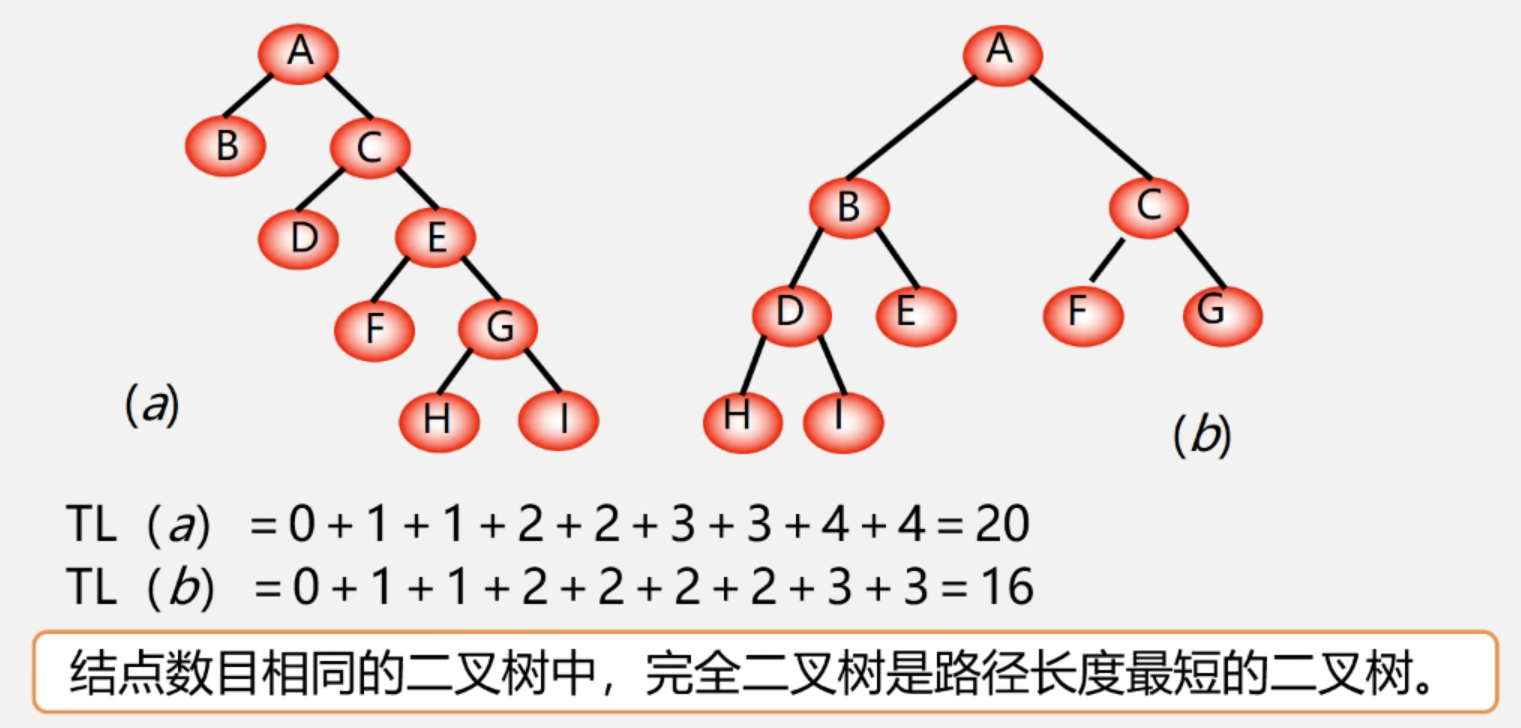 A
A
B
C
B
C
D
E
D
E
F
G
F
G
H
I
H
I
(a)
(b)
TL（a） = 0 + 1 + 1 + 2 + 2 + 3 + 3 + 4 + 4 = 20
TL（b） = 0 + 1 + 1 + 2 + 2 + 2 + 2 + 3 + 3 = 16
结点数目相同的二叉树中，完全二叉树是路径长度最短的二叉树。